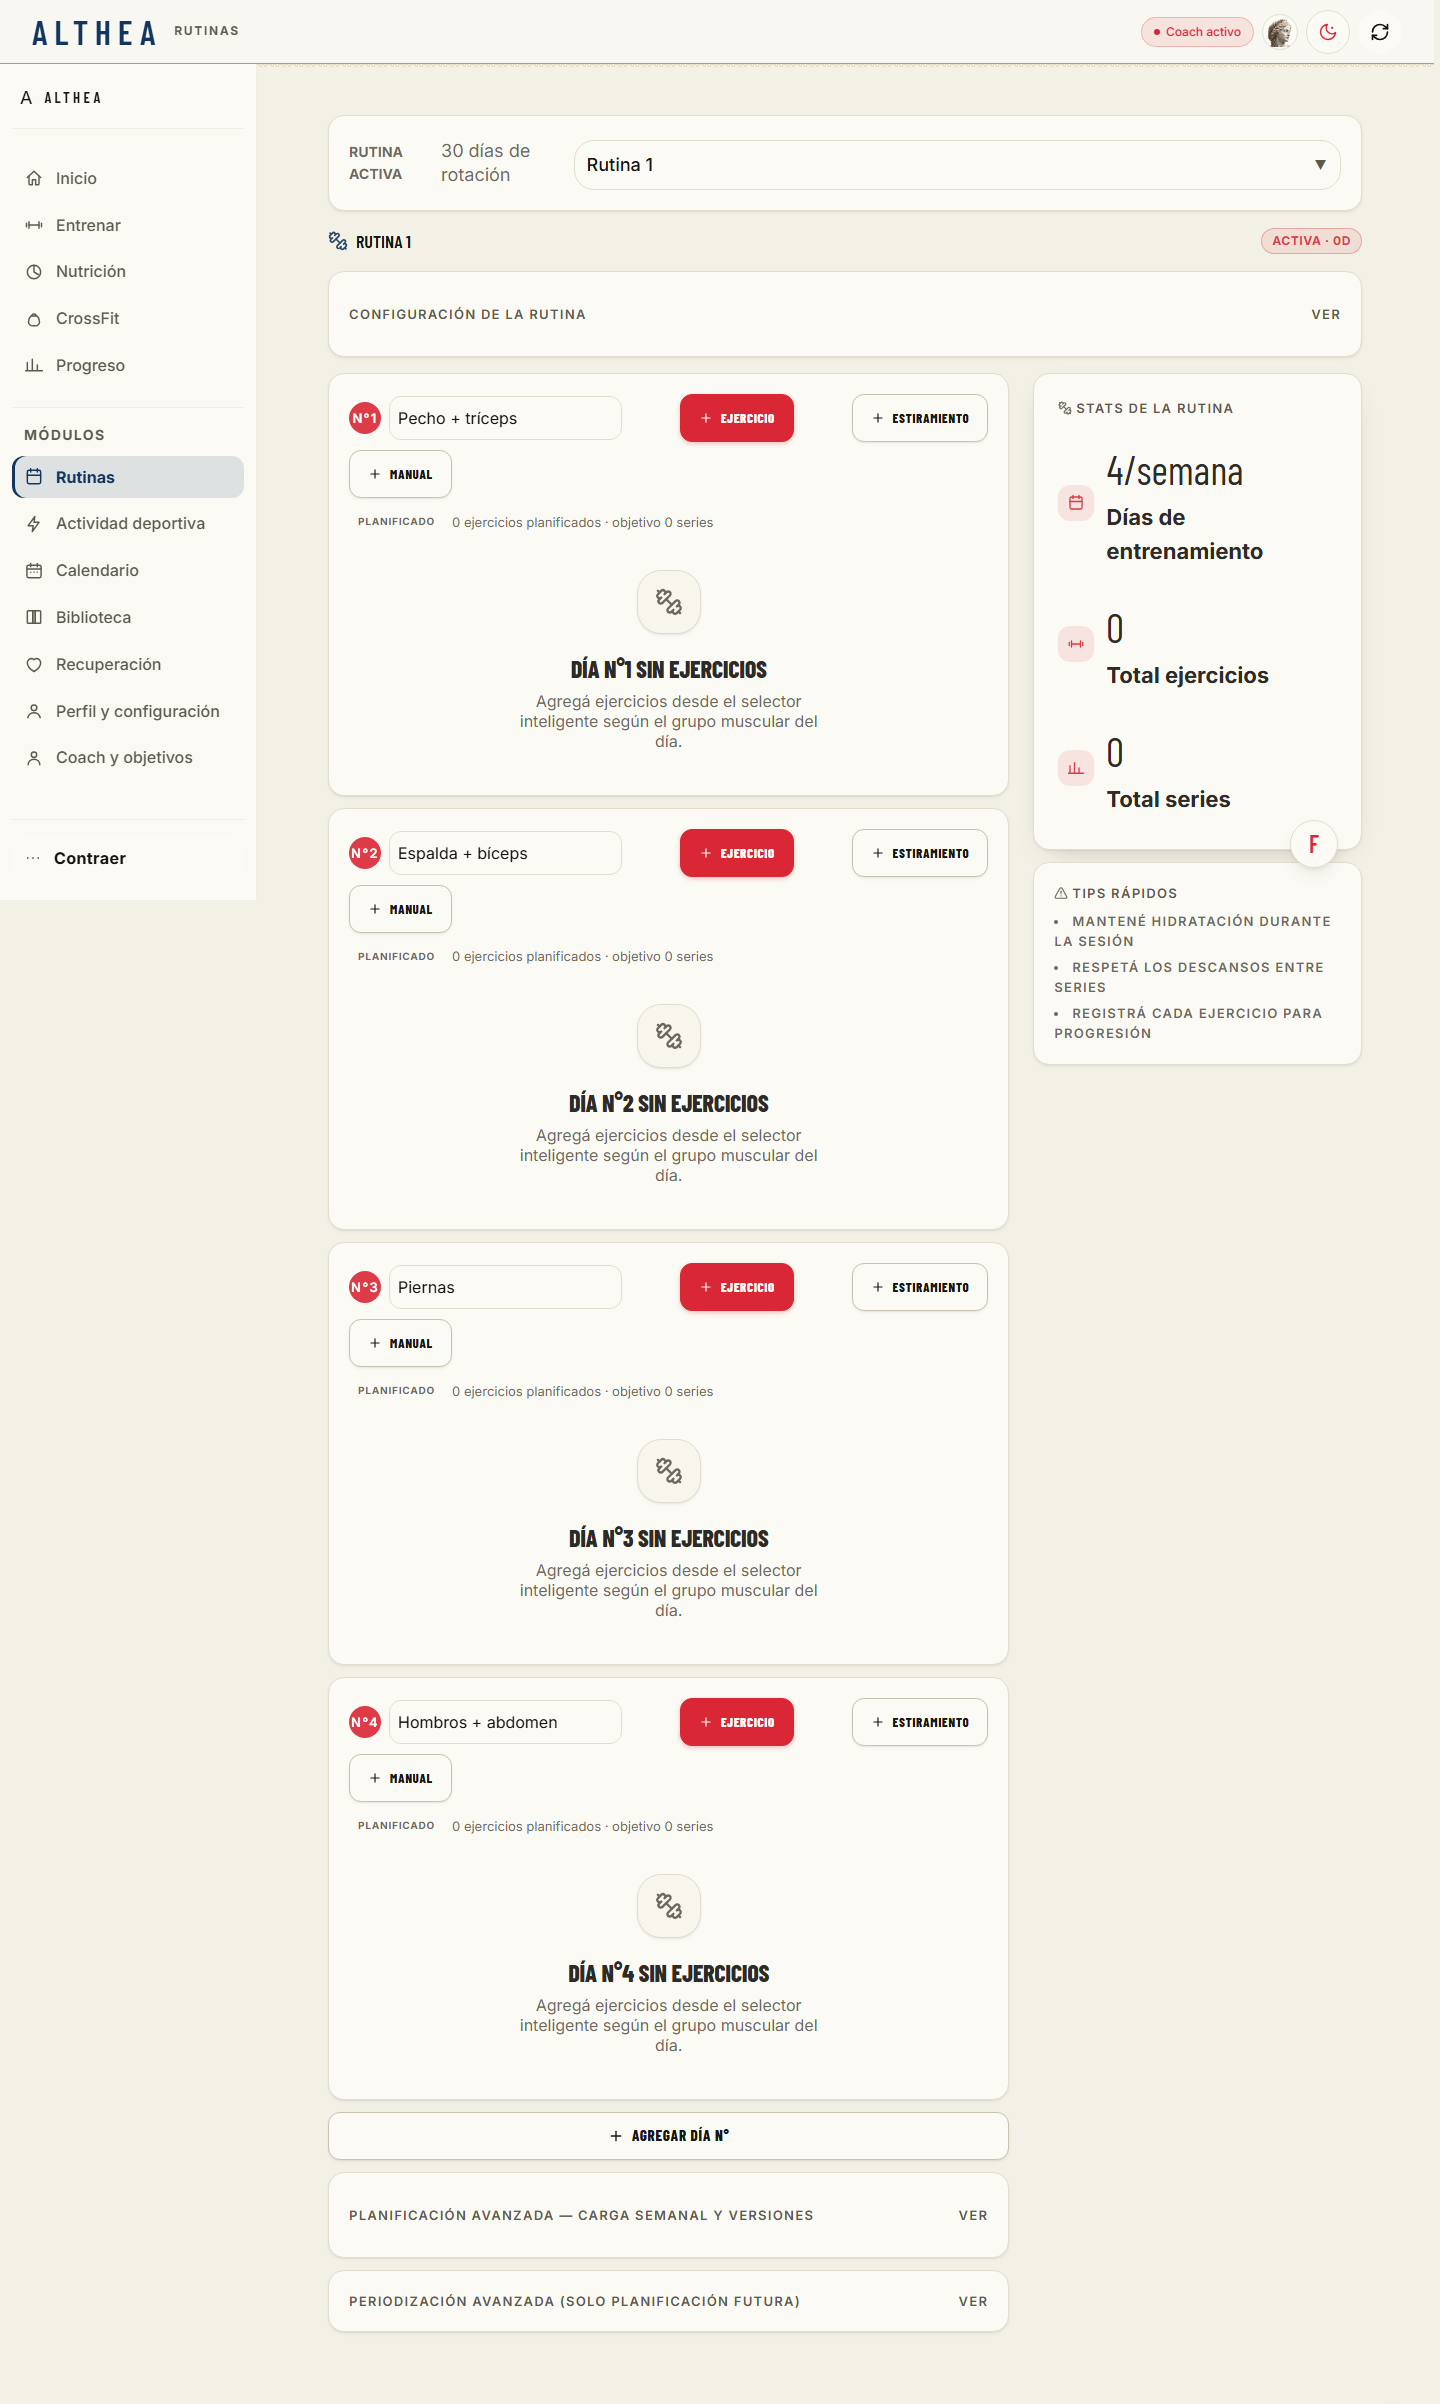 ALTHEA RUTINAS
Coach activo
A ALTHEA
Inicio
Entrenar
Nutrición
CrossFit
Progreso
MÓDULOS
Rutinas
Actividad deportiva
Calendario
Biblioteca
Recuperación
Perfil y configuración
Coach y objetivos
··· Contraer
RUTINA
ACTIVA
30 días de
rotación
Rutina 1
RUTINA 1
ACTIVA · 0D
CONFIGURACIÓN DE LA RUTINA VER
N°1 Pecho + tríceps + EJERCICIO + ESTIRAMIENTO
+ MANUAL
PLANIFICADO 0 ejercicios planificados · objetivo 0 series
DÍA N°1 SIN EJERCICIOS
Agregá ejercicios desde el selector
inteligente según el grupo muscular del
día.
N°2 Espalda + bíceps + EJERCICIO + ESTIRAMIENTO
+ MANUAL
PLANIFICADO 0 ejercicios planificados · objetivo 0 series
DÍA N°2 SIN EJERCICIOS
Agregá ejercicios desde el selector
inteligente según el grupo muscular del
día.
N°3 Piernas + EJERCICIO + ESTIRAMIENTO
+ MANUAL
PLANIFICADO 0 ejercicios planificados · objetivo 0 series
DÍA N°3 SIN EJERCICIOS
Agregá ejercicios desde el selector
inteligente según el grupo muscular del
día.
N°4 Hombros + abdomen + EJERCICIO + ESTIRAMIENTO
+ MANUAL
PLANIFICADO 0 ejercicios planificados · objetivo 0 series
DÍA N°4 SIN EJERCICIOS
Agregá ejercicios desde el selector
inteligente según el grupo muscular del
día.
+ AGREGAR DÍA N°
PLANIFICACIÓN AVANZADA — CARGA SEMANAL Y VERSIONES VER
PERIODIZACIÓN AVANZADA (SOLO PLANIFICACIÓN FUTURA) VER
STATS DE LA RUTINA
4/semana
Días de
entrenamiento
0
Total ejercicios
0
Total series
F
TIPS RÁPIDOS
• MANTENÉ HIDRATACIÓN DURANTE
LA SESIÓN
• RESPETÁ LOS DESCANSOS ENTRE
SERIES
• REGISTRÁ CADA EJERCICIO PARA
PROGRESIÓN